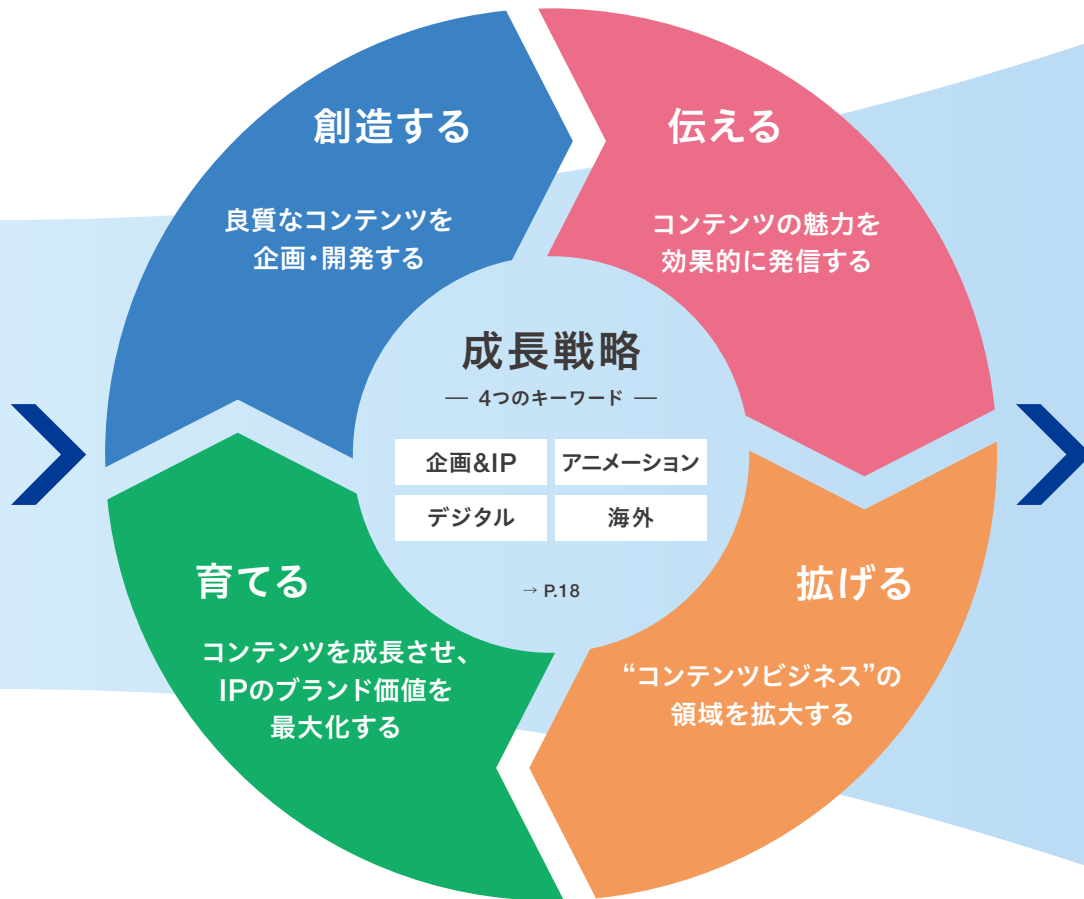 創造する
良質なコンテンツを
企画・開発する
伝える
コンテンツの魅力を
効果的に発信する
成長戦略
— 4つのキーワード —
企画&IP
アニメーション
デジタル
海外
→ P.18
育てる
コンテンツを成長させ、
IPのブランド価値を
最大化する
拡げる
“コンテンツビジネス”の
領域を拡大する